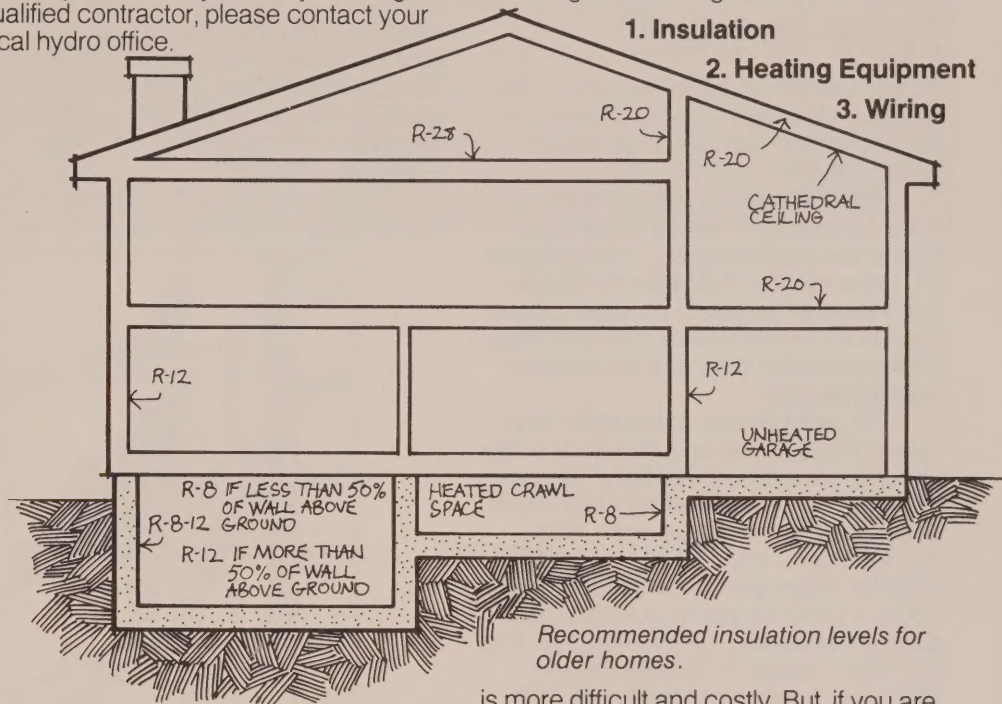 ualified contractor, please contact your
cal hydro office.
1. Insulation
2. Heating Equipment
3. Wiring
R-28
R-20
R-20
CATHEDRAL
CEILING
R-20
R-12
R-12
UNHEATED
GARAGE
R-8 IF LESS THAN 50%
OF WALL ABOVE
GROUND
R-8-12
R-12 IF MORE THAN
50% OF WALL
ABOVE GROUND
HEATED CRAWL
SPACE
R-8
Recommended insulation levels for
older homes.
is more difficult and costly. But, if you are